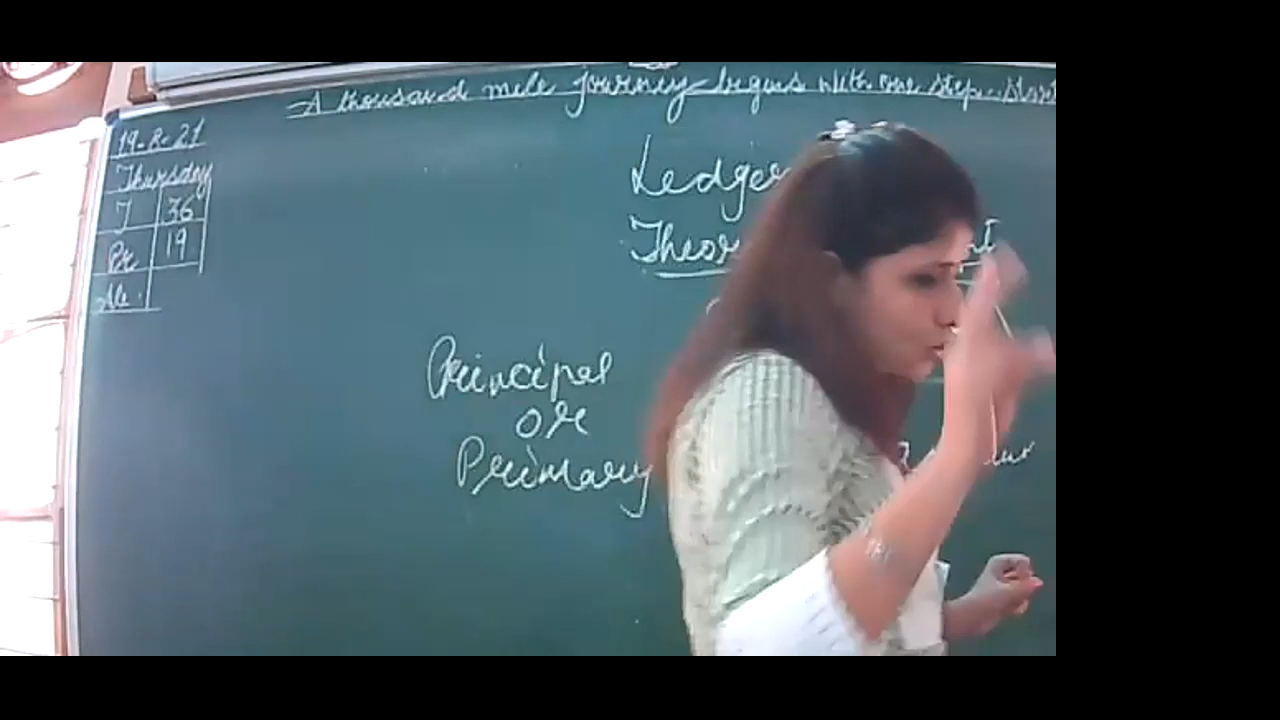 A thousand mile journey begins with one step..
19-8-21
Thursday
T 36
Pr. 19
Ab.
Ledger
Principal
or
Primary